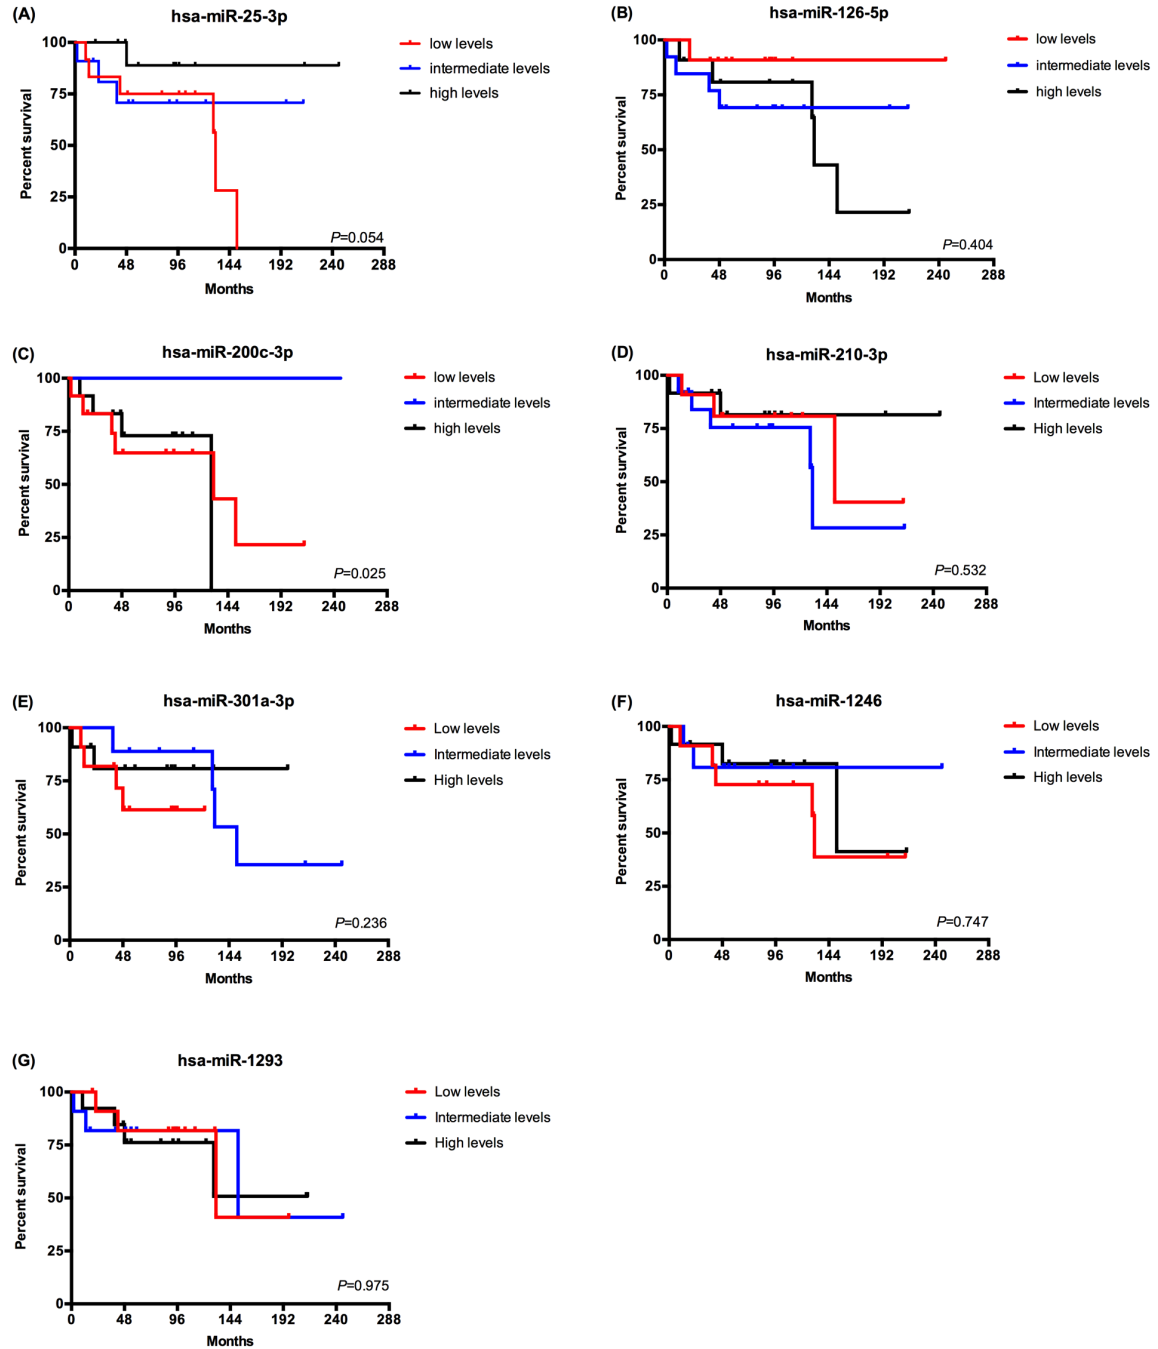 (A)
hsa-miR-25-3p
100
75
50
25
0
Percent survival
0 48 96 144 192 240 288
Months
low levels
intermediate levels
high levels
P=0.054
(B)
hsa-miR-126-5p
100
75
50
25
0
Percent survival
0 48 96 144 192 240 288
Months
low levels
intermediate levels
high levels
P=0.404
(C)
hsa-miR-200c-3p
100
75
50
25
0
Percent survival
0 48 96 144 192 240 288
Months
low levels
intermediate levels
high levels
P=0.025
(D)
hsa-miR-210-3p
100
75
50
25
0
Percent survival
0 48 96 144 192 240 288
Months
Low levels
Intermediate levels
High levels
P=0.532
(E)
hsa-miR-301a-3p
100
75
50
25
0
Percent survival
0 48 96 144 192 240 288
Months
Low levels
Intermediate levels
High levels
P=0.236
(F)
hsa-miR-1246
100
75
50
25
0
Percent survival
0 48 96 144 192 240 288
Months
Low levels
Intermediate levels
High levels
P=0.747
(G)
hsa-miR-1293
100
75
50
25
0
Percent survival
0 48 96 144 192 240 288
Months
Low levels
Intermediate levels
High levels
P=0.975